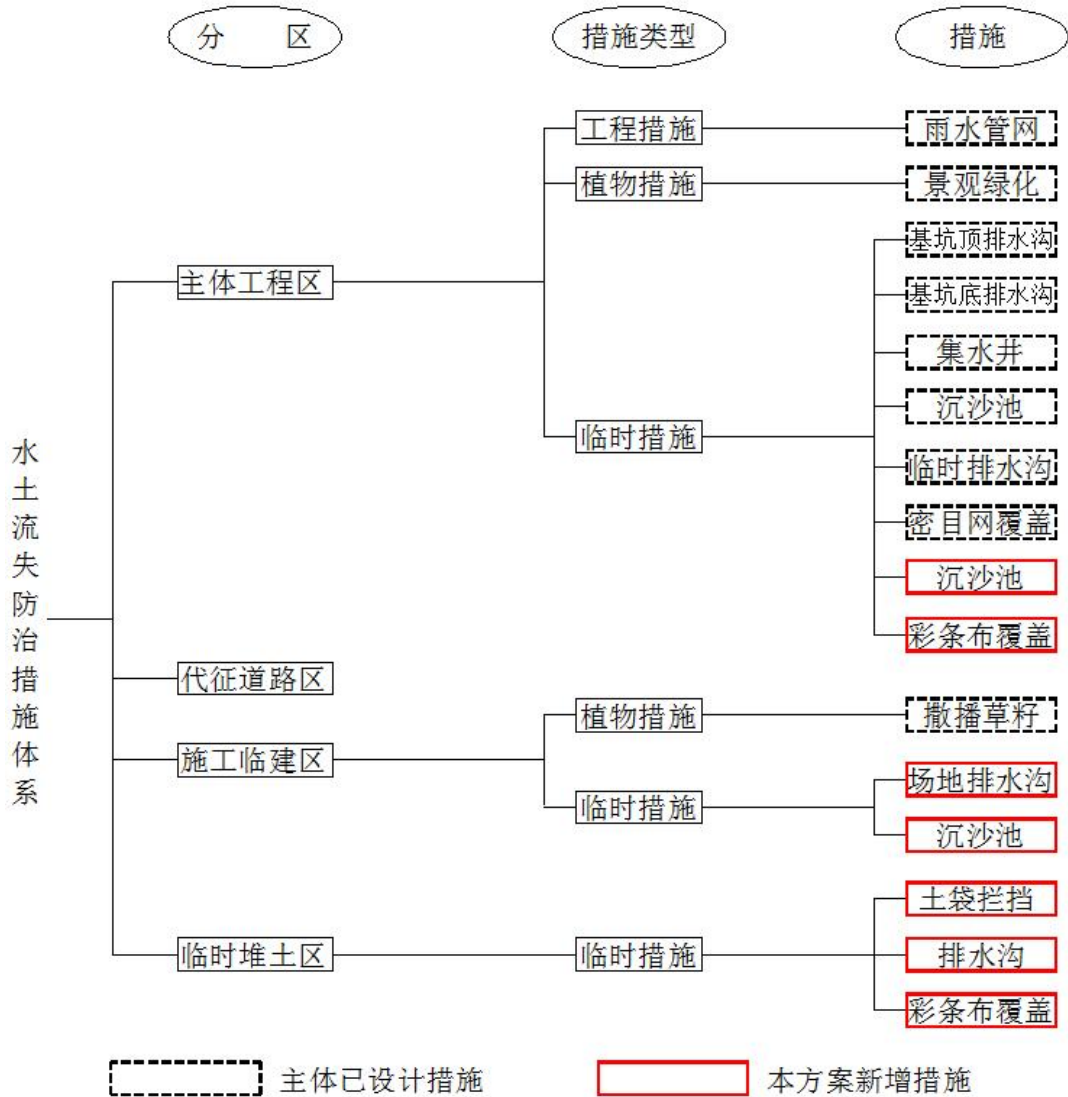 分 区
措施类型
措施
工程措施
雨水管网
植物措施
景观绿化
基坑顶排水沟
主体工程区
基坑底排水沟
集水井
沉沙池
临时措施
临时排水沟
密目网覆盖
沉沙池
彩条布覆盖
水土流失防治措施体系
代征道路区
植物措施
撒播草籽
施工临建区
场地排水沟
临时措施
沉沙池
土袋拦挡
临时堆土区
临时措施
排水沟
彩条布覆盖
主体已设计措施
本方案新增措施